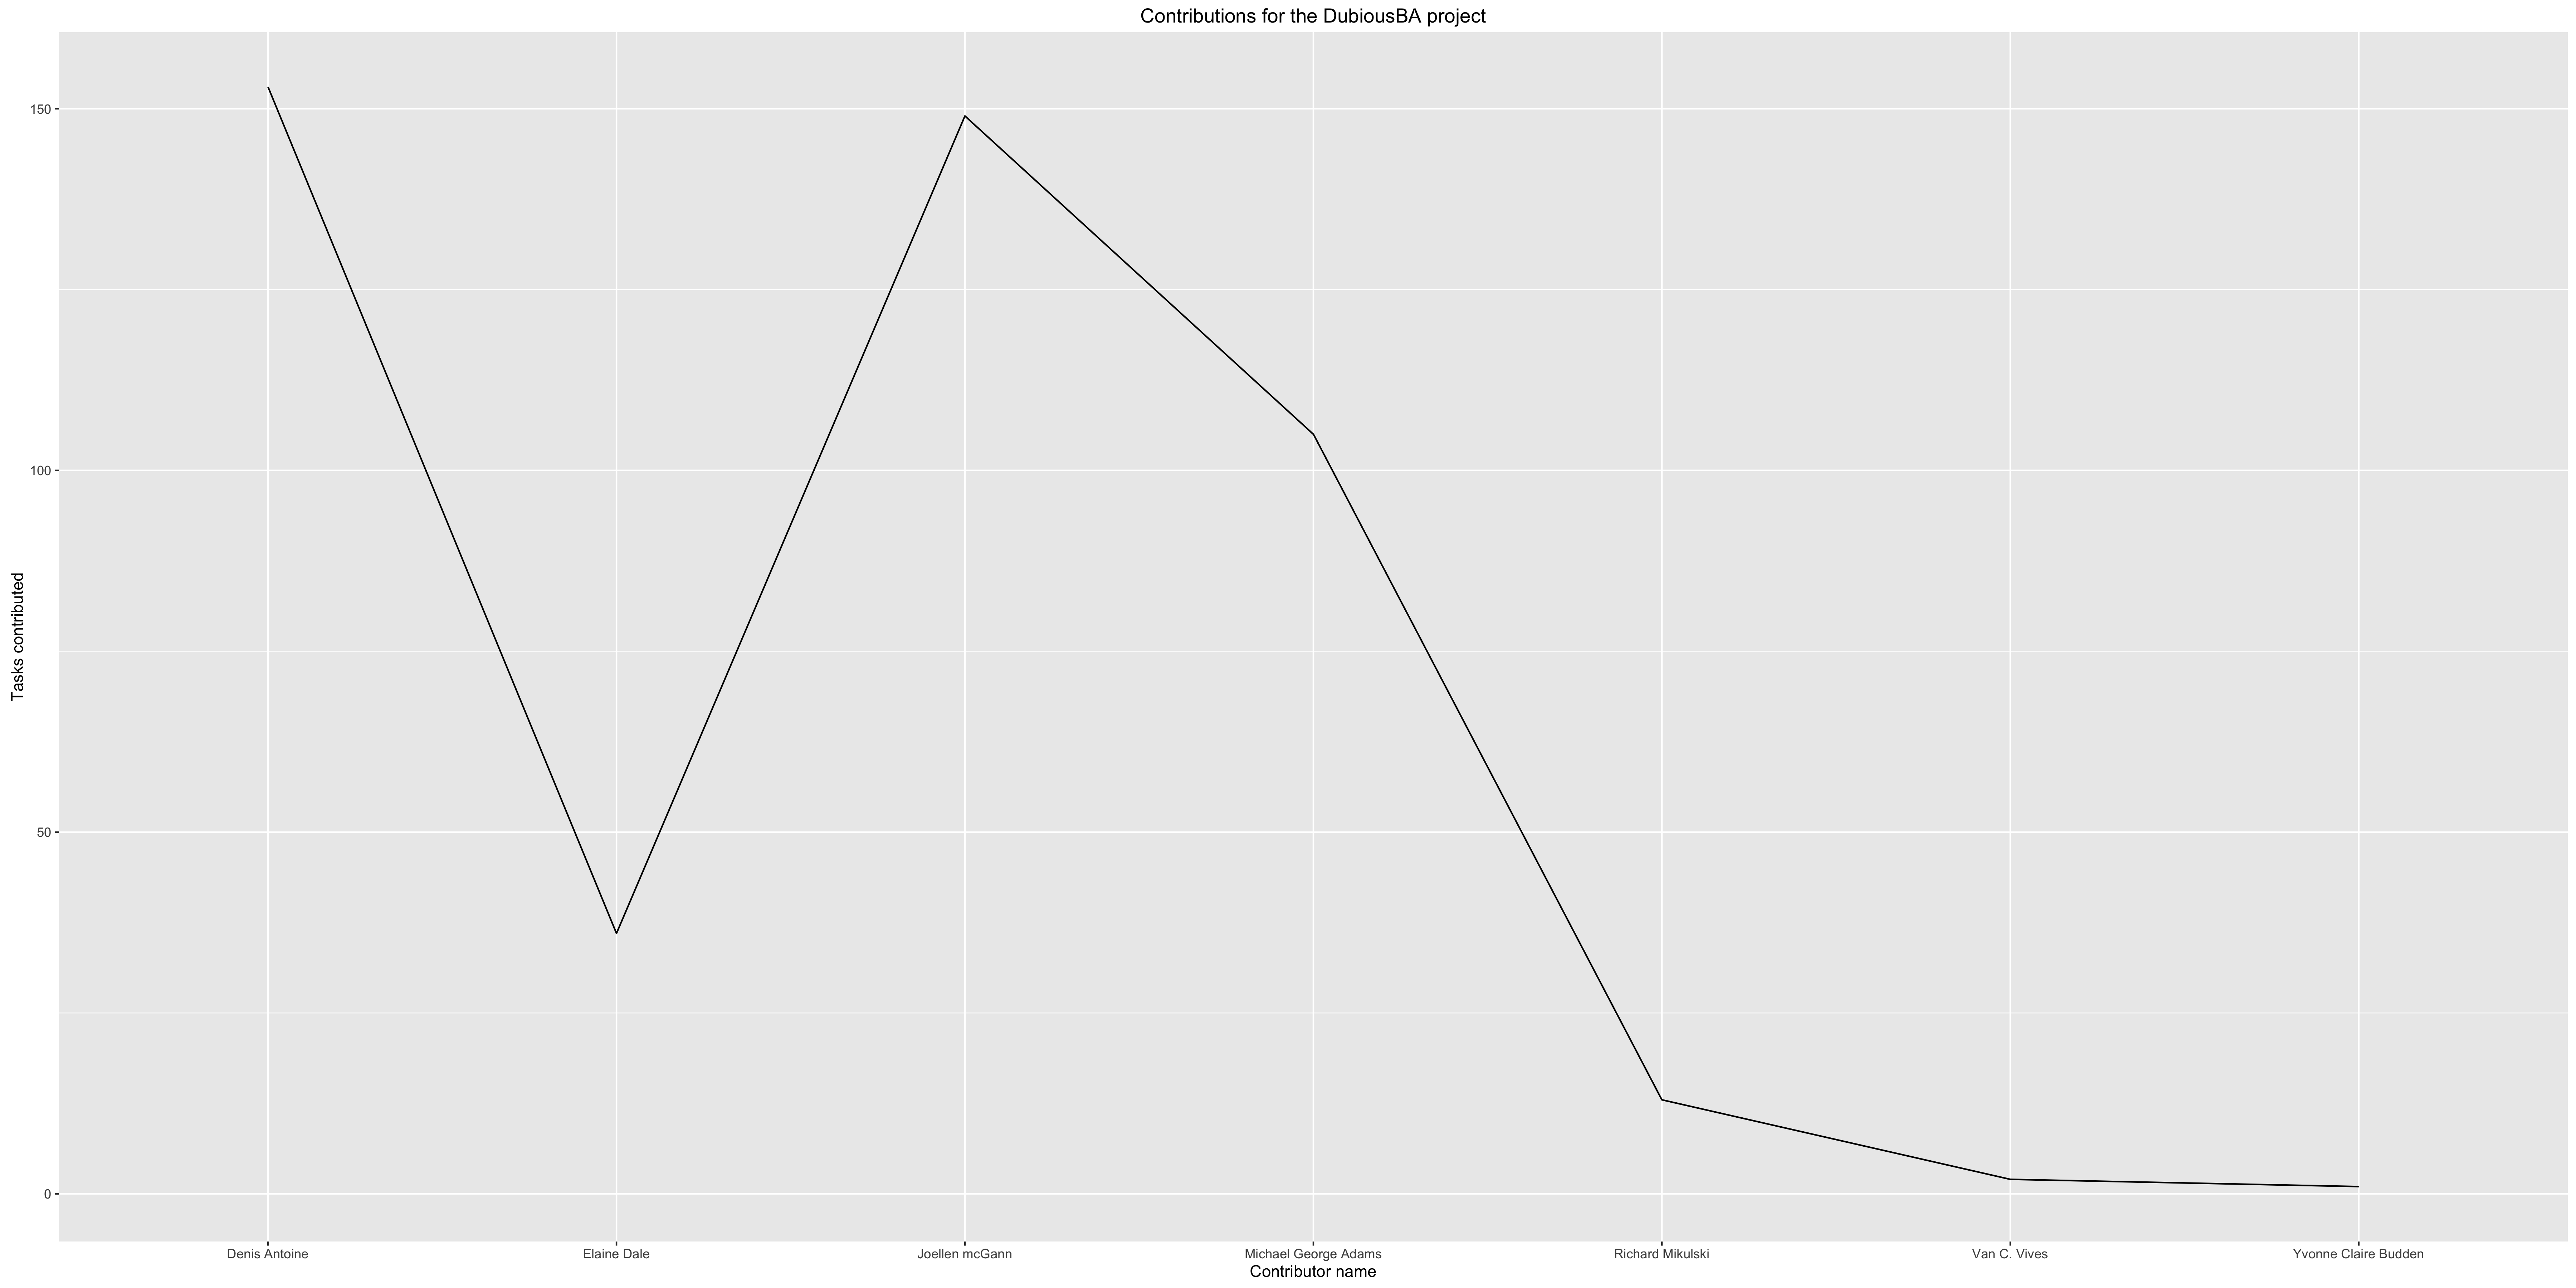 Contributions for the DubiousBA project
150
100
50
0
Tasks contributed
Denis Antoine
Elaine Dale
Joellen mcGann
Michael George Adams
Richard Mikulski
Van C. Vives
Yvonne Claire Budden
Contributor name